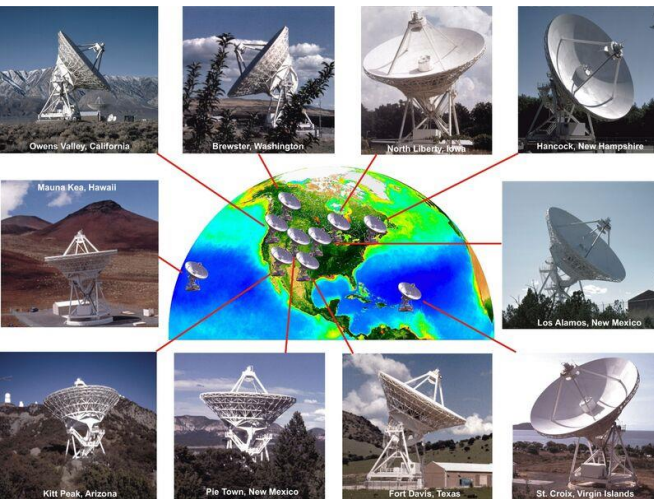 Owens Valley, California
Brewster, Washington
North Liberty, Iowa
Hancock, New Hampshire
Mauna Kea, Hawaii
Los Alamos, New Mexico
Kitt Peak, Arizona
Pie Town, New Mexico
Fort Davis, Texas
St. Croix, Virgin Islands